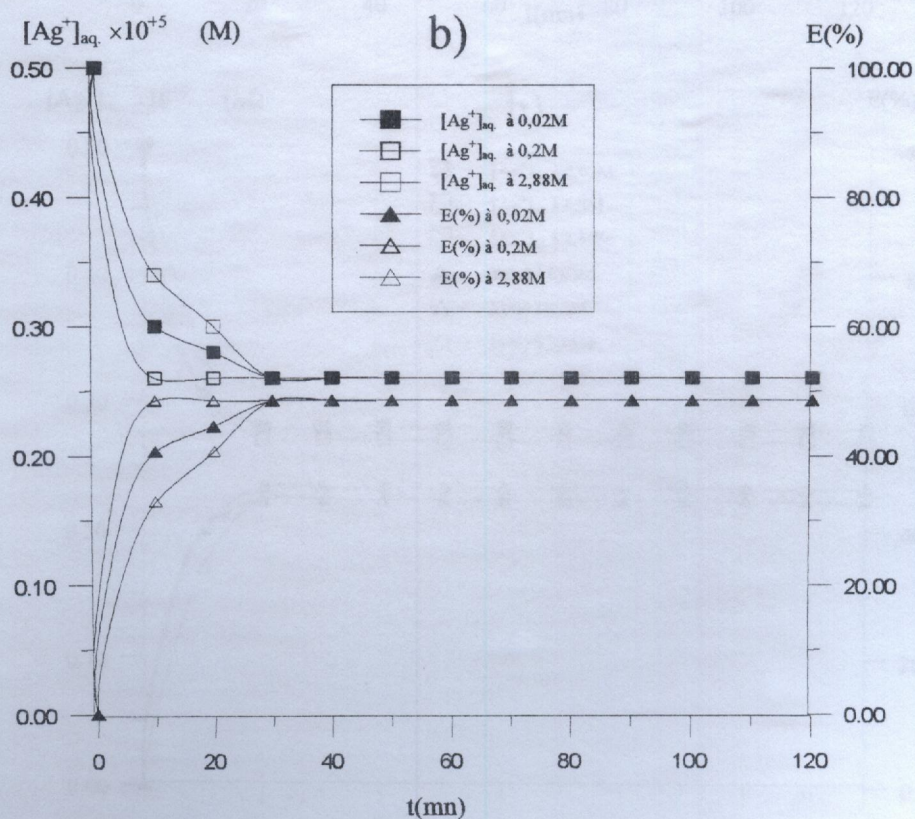 [Ag⁺]aq. ×10⁺⁵ (M) b) E(%)
0.50 100.00
[Ag⁺]aq. à 0,02M
[Ag⁺]aq. à 0,2M
0.40 [Ag⁺]aq. à 2,88M 80.00
E(%) à 0,02M
E(%) à 0,2M
E(%) à 2,88M
0.30 60.00
0.20 40.00
0.10 20.00
0.00 0.00
0 20 40 60 80 100 120
t(mn)